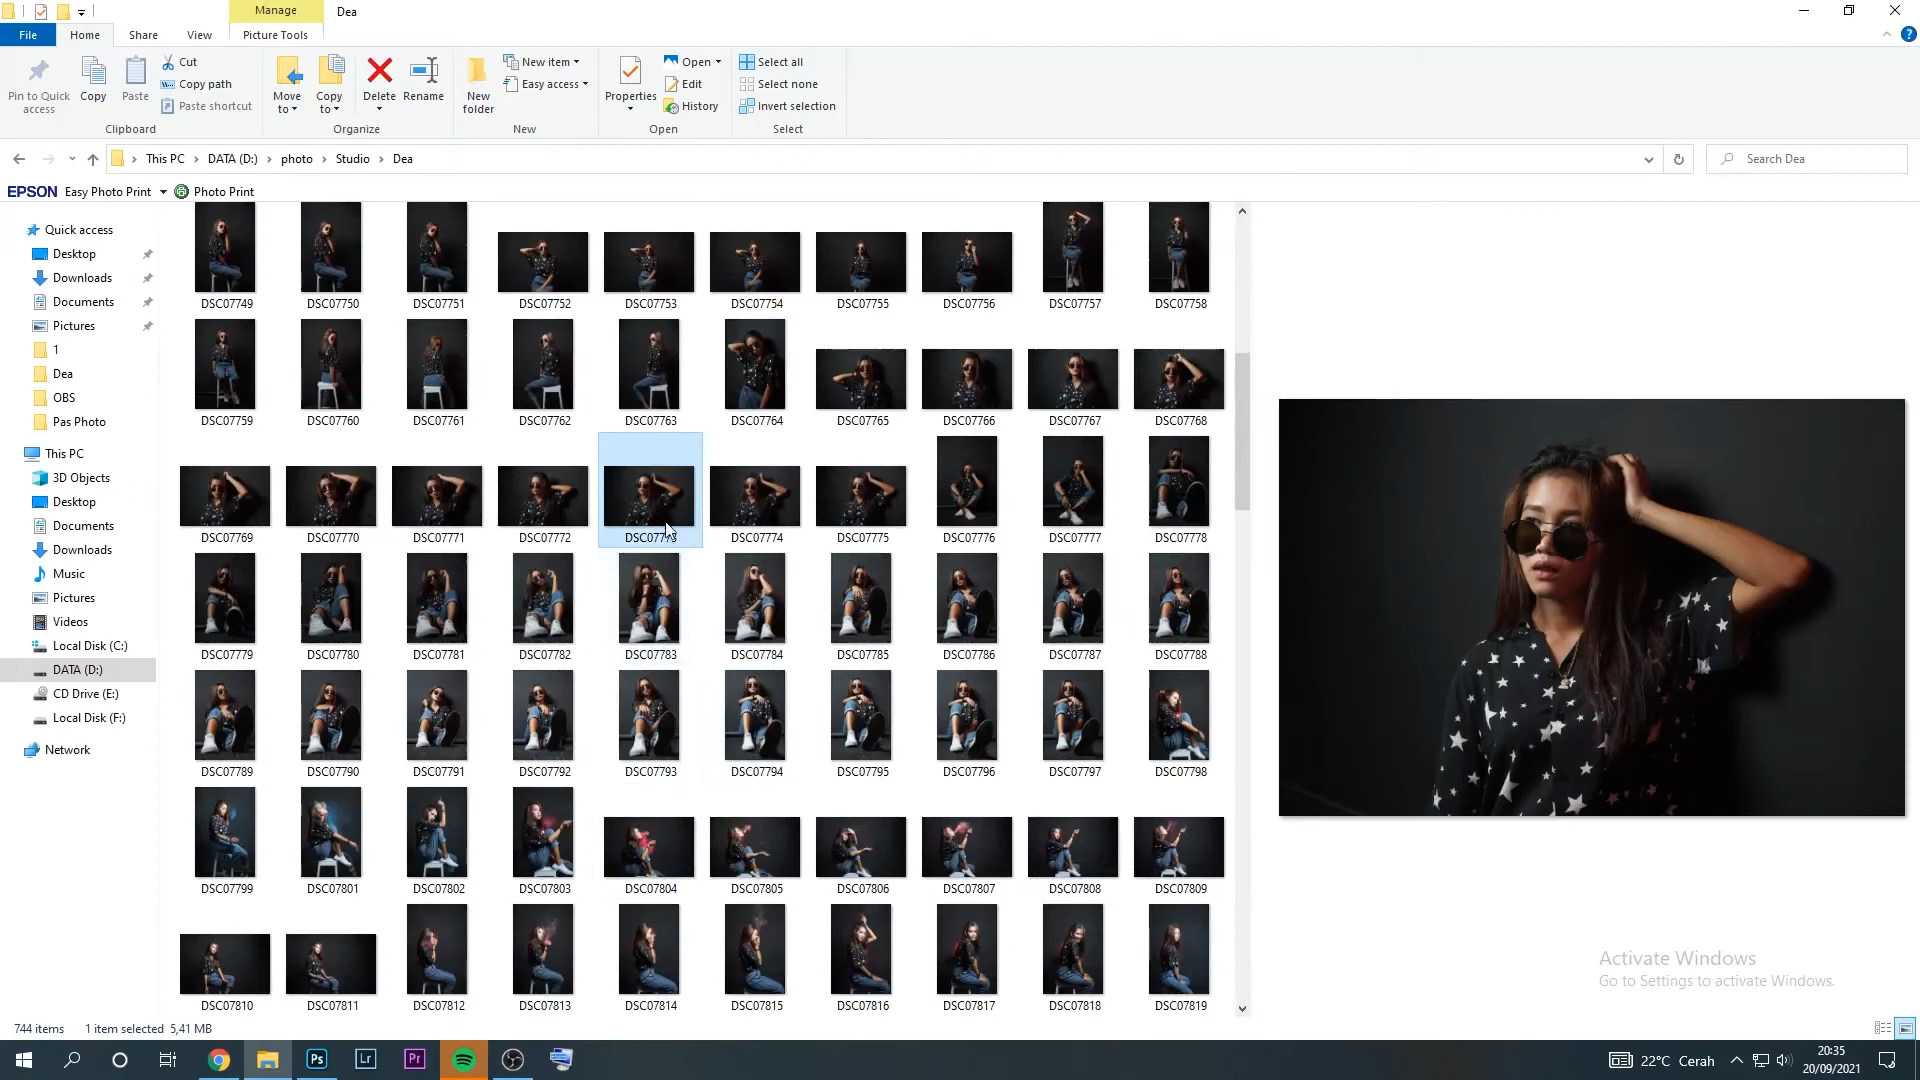 Manage
Dea
File
Home
Share
View
Picture Tools
Pin to Quick access
Copy
Paste
Cut
Copy path
Paste shortcut
Clipboard
Move to
Copy to
Delete
Rename
Organize
New folder
New item
Easy access
New
Properties
Open
Edit
History
Open
Select all
Select none
Invert selection
Select
This PC › DATA (D:) › photo › Studio › Dea
Search Dea
EPSON Easy Photo Print Photo Print
Quick access
Desktop
Downloads
Documents
Pictures
1
Dea
OBS
Pas Photo
This PC
3D Objects
Desktop
Documents
Downloads
Music
Pictures
Videos
Local Disk (C:)
DATA (D:)
CD Drive (E:)
Local Disk (F:)
Network
DSC07749 DSC07750 DSC07751 DSC07752 DSC07753 DSC07754 DSC07755 DSC07756 DSC07757 DSC07758
DSC07759 DSC07760 DSC07761 DSC07762 DSC07763 DSC07764 DSC07765 DSC07766 DSC07767 DSC07768
DSC07769 DSC07770 DSC07771 DSC07772 DSC07773 DSC07774 DSC07775 DSC07776 DSC07777 DSC07778
DSC07779 DSC07780 DSC07781 DSC07782 DSC07783 DSC07784 DSC07785 DSC07786 DSC07787 DSC07788
DSC07789 DSC07790 DSC07791 DSC07792 DSC07793 DSC07794 DSC07795 DSC07796 DSC07797 DSC07798
DSC07799 DSC07801 DSC07802 DSC07803 DSC07804 DSC07805 DSC07806 DSC07807 DSC07808 DSC07809
DSC07810 DSC07811 DSC07812 DSC07813 DSC07814 DSC07815 DSC07816 DSC07817 DSC07818 DSC07819
Activate Windows
Go to Settings to activate Windows.
744 items 1 item selected 5,41 MB
Ps Lr Pr
22°C Cerah
20:35
20/09/2021